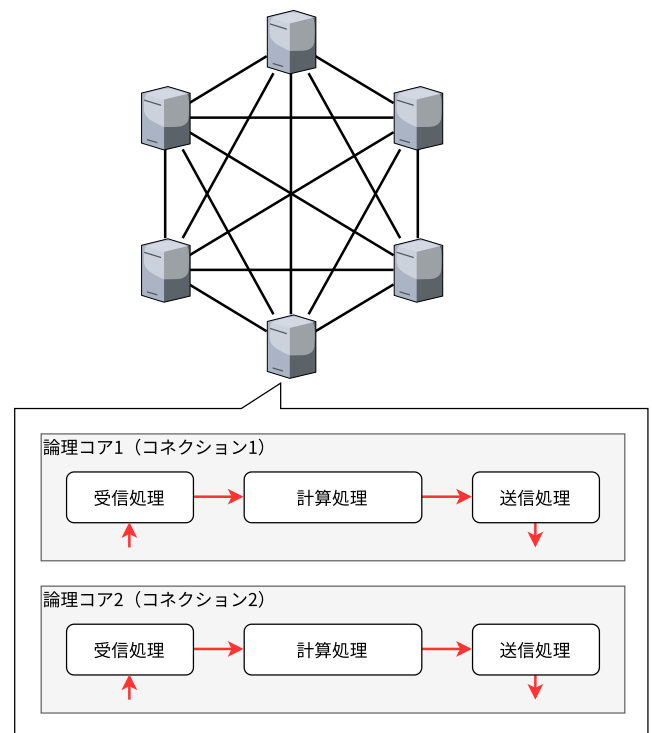 論理コア1（コネクション1）
受信処理
計算処理
送信処理
論理コア2（コネクション2）
受信処理
計算処理
送信処理